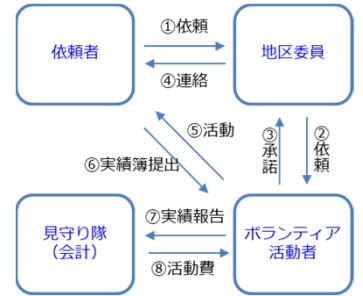 ①依頼
依頼者
地区委員
④連絡
⑤活動
③承諾
②依頼
⑥実績簿提出
⑦実績報告
見守り隊
（会計）
ボランティア
活動者
⑧活動費